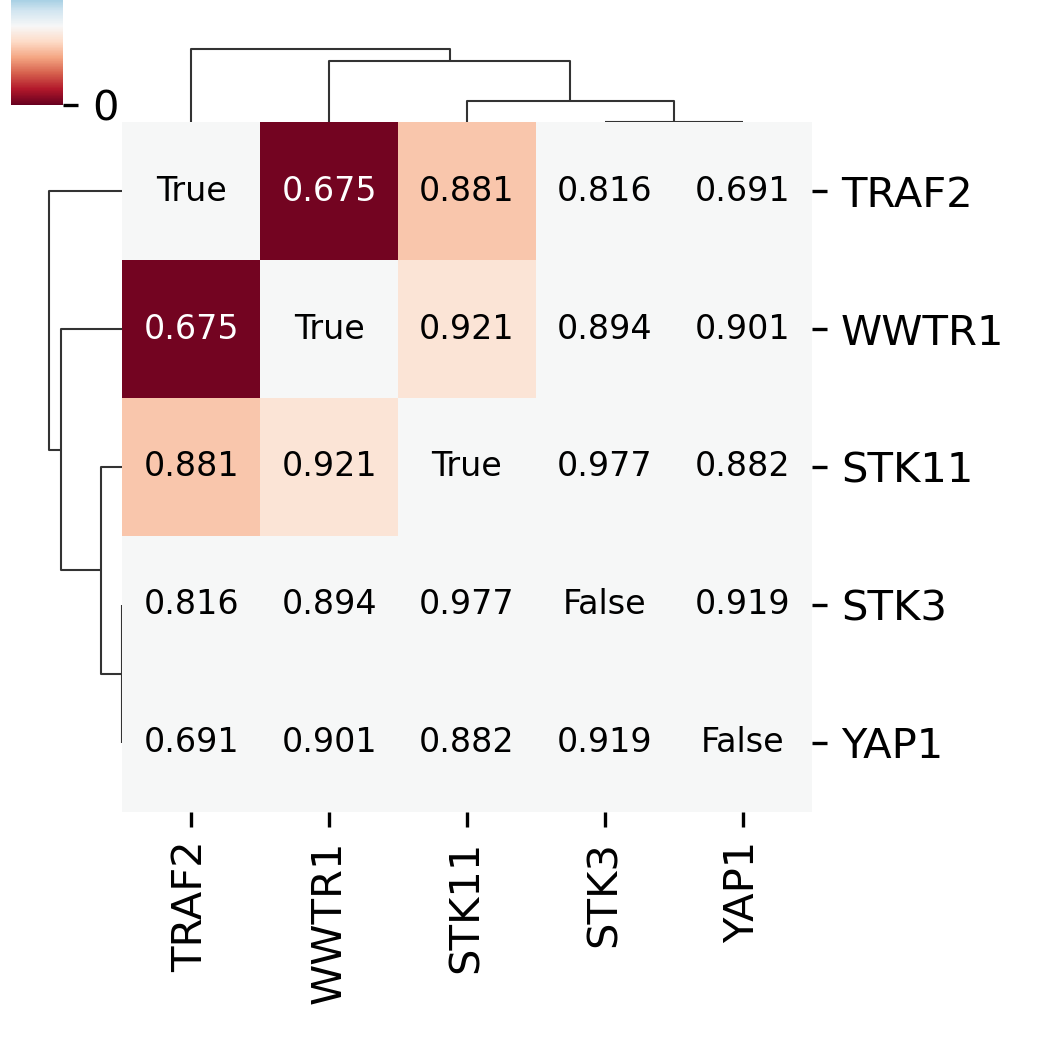 0
True 0.675 0.881 0.816 0.691 TRAF2
0.675 True 0.921 0.894 0.901 WWTR1
0.881 0.921 True 0.977 0.882 STK11
0.816 0.894 0.977 False 0.919 STK3
0.691 0.901 0.882 0.919 False YAP1
TRAF2 WWTR1 STK11 STK3 YAP1